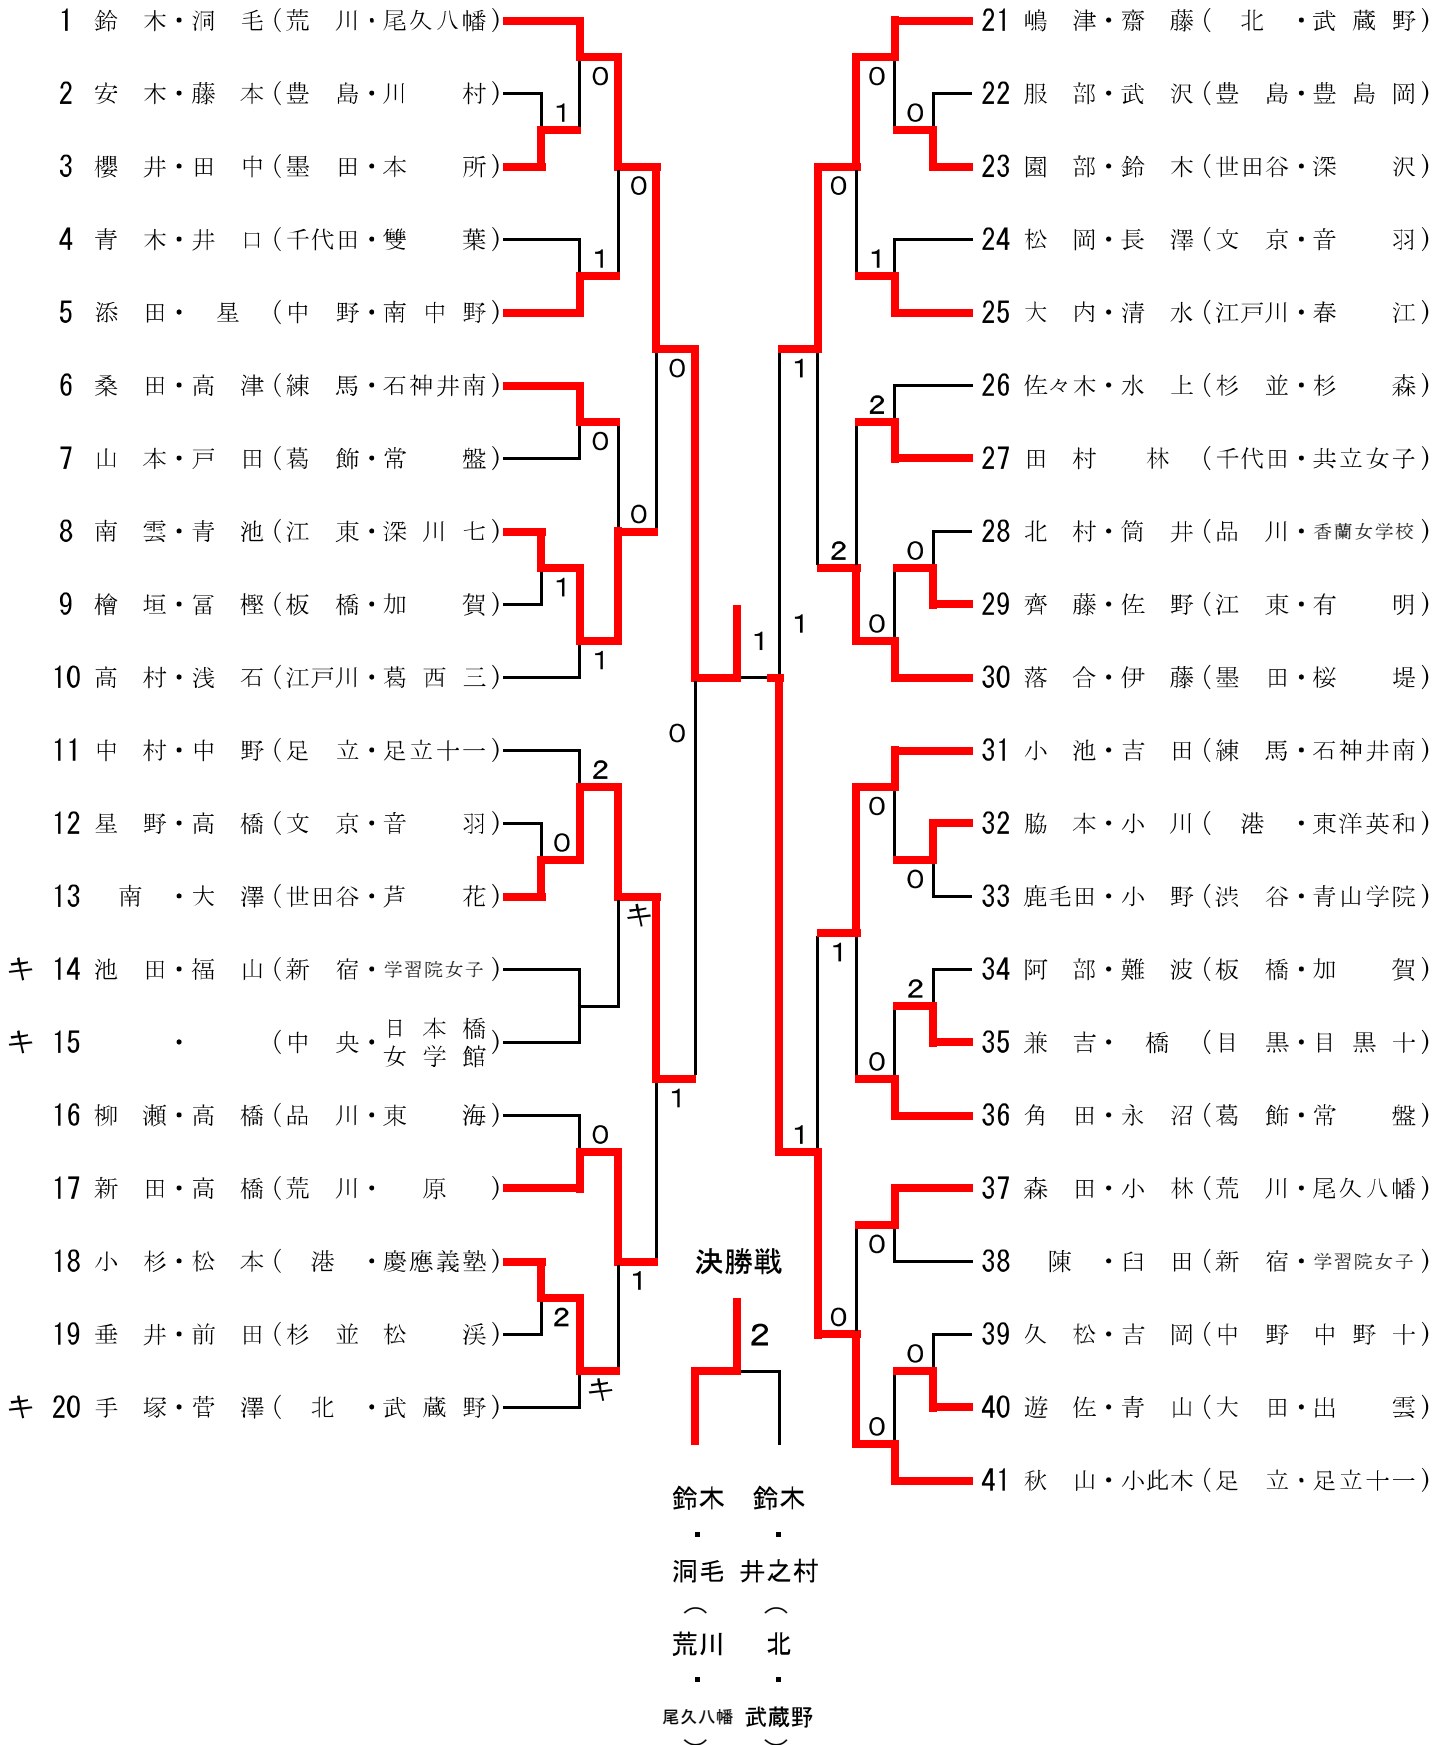 1 鈴木・洞毛(荒川・尾久八幡)
2 安木・藤本(豊島・川村)
3 櫻井・田中(墨田・本所)
4 青木・井口(千代田・雙葉)
5 添田・星(中野・南中野)
6 桑田・高津(練馬・石神井南)
7 山本・戸田(葛飾・常盤)
8 南雲・青池(江東・深川七)
9 檜垣・冨樫(板橋・加賀)
10 高村・浅石(江戸川・葛西三)
11 中村・中野(足立・足立十一)
12 星野・高橋(文京・音羽)
13 南・大澤(世田谷・芦花)
キ 14 池田・福山(新宿・学習院女子)
キ 15 ・(中央・日本橋女学館)
16 柳瀬・高橋(品川・東海)
17 新田・高橋(荒川・原)
18 小杉・松本(港・慶應義塾)
19 垂井・前田(杉並松渓)
キ 20 手塚・菅澤(北・武蔵野)
0
1
0
1
0
0
0
1
1
0
2
0
キ
0
1
1
2
キ
1
1
決勝戦
2
鈴木・洞毛(荒川・尾久八幡)
鈴木・井之村(北・武蔵野)
0
0
0
1
1
2
2
0
0
1
0
0
1
2
0
1
0
0
0
0
21 嶋津・齋藤(北・武蔵野)
22 服部・武沢(豊島・豊島岡)
23 園部・鈴木(世田谷・深沢)
24 松岡・長澤(文京・音羽)
25 大内・清水(江戸川・春江)
26 佐々木・水上(杉並・杉森)
27 田村 林(千代田・共立女子)
28 北村・筒井(品川・香蘭女学校)
29 齊藤・佐野(江東・有明)
30 落合・伊藤(墨田・桜堤)
31 小池・吉田(練馬・石神井南)
32 脇本・小川(港・東洋英和)
33 鹿毛田・小野(渋谷・青山学院)
34 阿部・難波(板橋・加賀)
35 兼吉・橋(目黒・目黒十)
36 角田・永沼(葛飾・常盤)
37 森田・小林(荒川・尾久八幡)
38 陳・臼田(新宿・学習院女子)
39 久松・吉岡(中野中野十)
40 遊佐・青山(大田・出雲)
41 秋山・小此木(足立・足立十一)